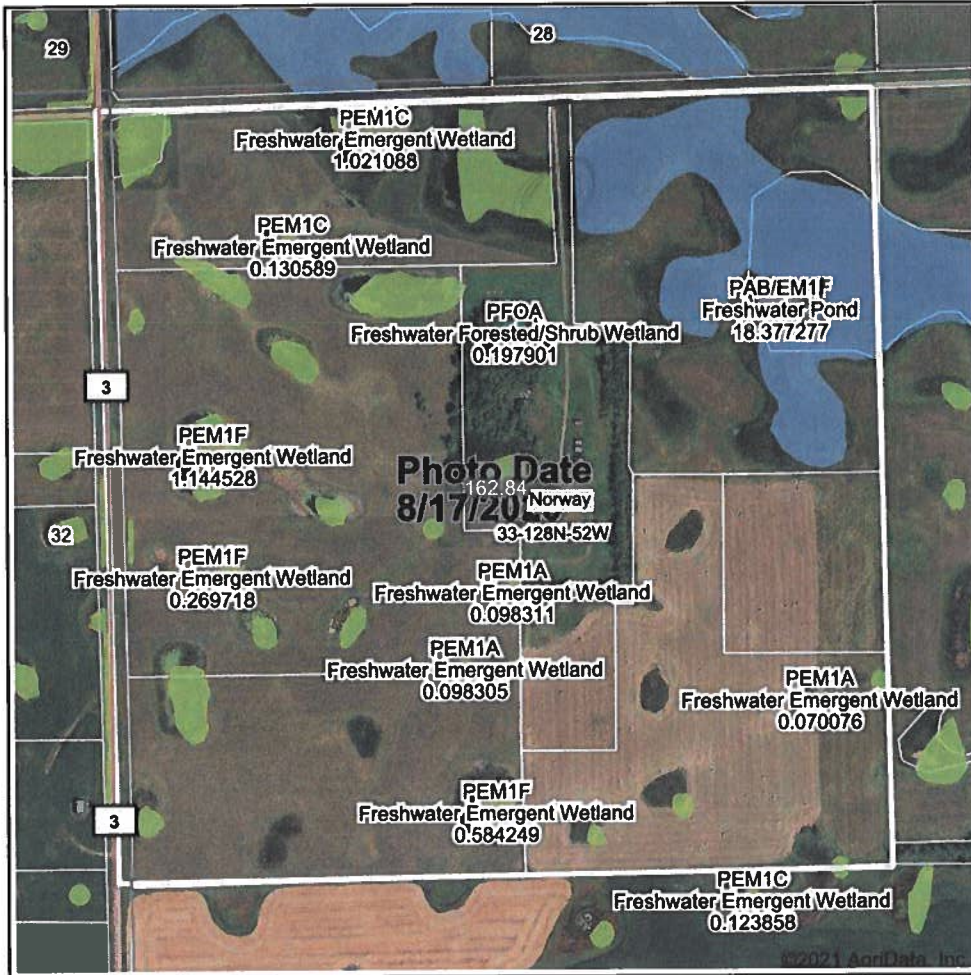 29
28
PEM1C
Freshwater Emergent Wetland
1.021088
PEM1C
Freshwater Emergent Wetland
0.130589
PAB/EM1F
Freshwater Pond
18.377277
PFOA
Freshwater Forested/Shrub Wetland
0.197901
3
PEM1F
Freshwater Emergent Wetland
1.144528
Photo Date
162.84
Norway
33-128N-52W
32
PEM1F
Freshwater Emergent Wetland
0.269718
PEM1A
Freshwater Emergent Wetland
0.098311
PEM1A
Freshwater Emergent Wetland
0.098305
PEM1A
Freshwater Emergent Wetland
0.070076
PEM1F
Freshwater Emergent Wetland
0.584249
3
PEM1C
Freshwater Emergent Wetland
0.123858
©2021 AgriData, Inc.